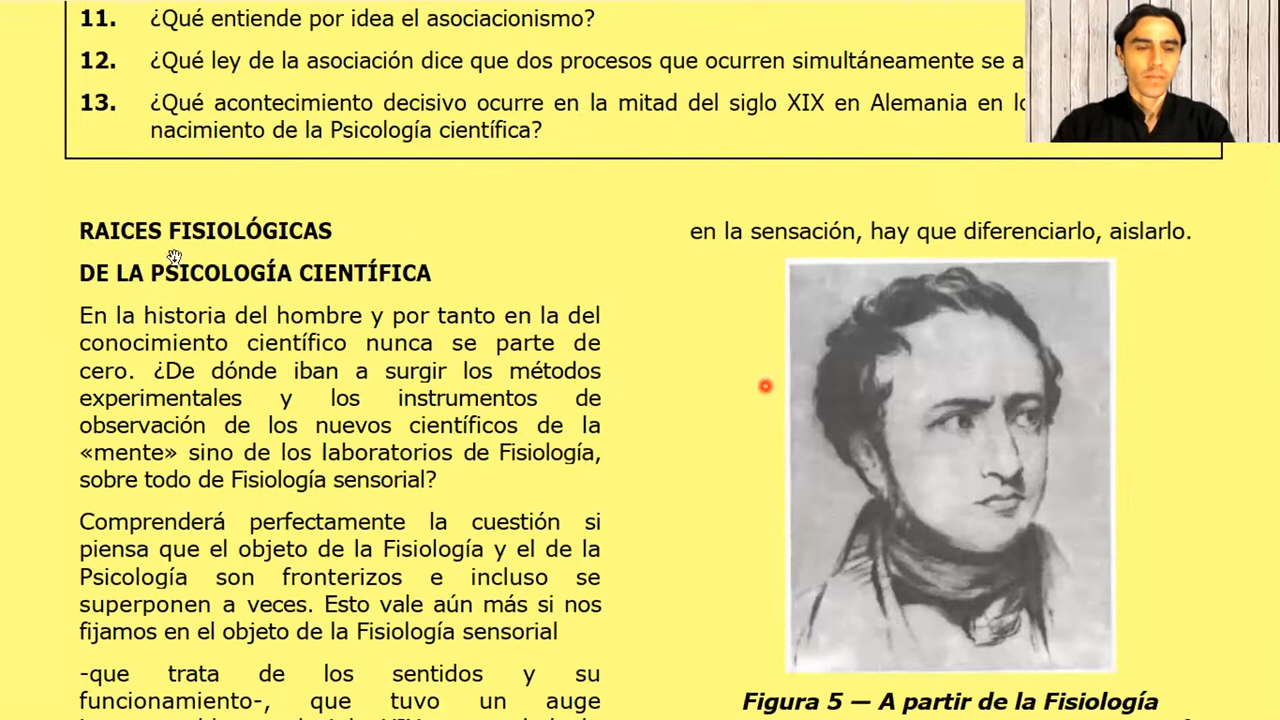 11. ¿Qué entiende por idea el asociacionismo?
12. ¿Qué ley de la asociación dice que dos procesos que ocurren simultáneamente se a
13. ¿Qué acontecimiento decisivo ocurre en la mitad del siglo XIX en Alemania en
nacimiento de la Psicología científica?
RAICES FISIOLÓGICAS
DE LA PSICOLOGÍA CIENTÍFICA
En la historia del hombre y por tanto en la del
conocimiento científico nunca se parte de
cero. ¿De dónde iban a surgir los métodos
experimentales y los instrumentos de
observación de los nuevos científicos de la
«mente» sino de los laboratorios de Fisiología,
sobre todo de Fisiología sensorial?
Comprenderá perfectamente la cuestión si
piensa que el objeto de la Fisiología y el de la
Psicología son fronterizos e incluso se
superponen a veces. Esto vale aún más si nos
fijamos en el objeto de la Fisiología sensorial
-que trata de los sentidos y su
funcionamiento-, que tuvo un auge
en la sensación, hay que diferenciarlo, aislarlo.
Figura 5 — A partir de la Fisiología